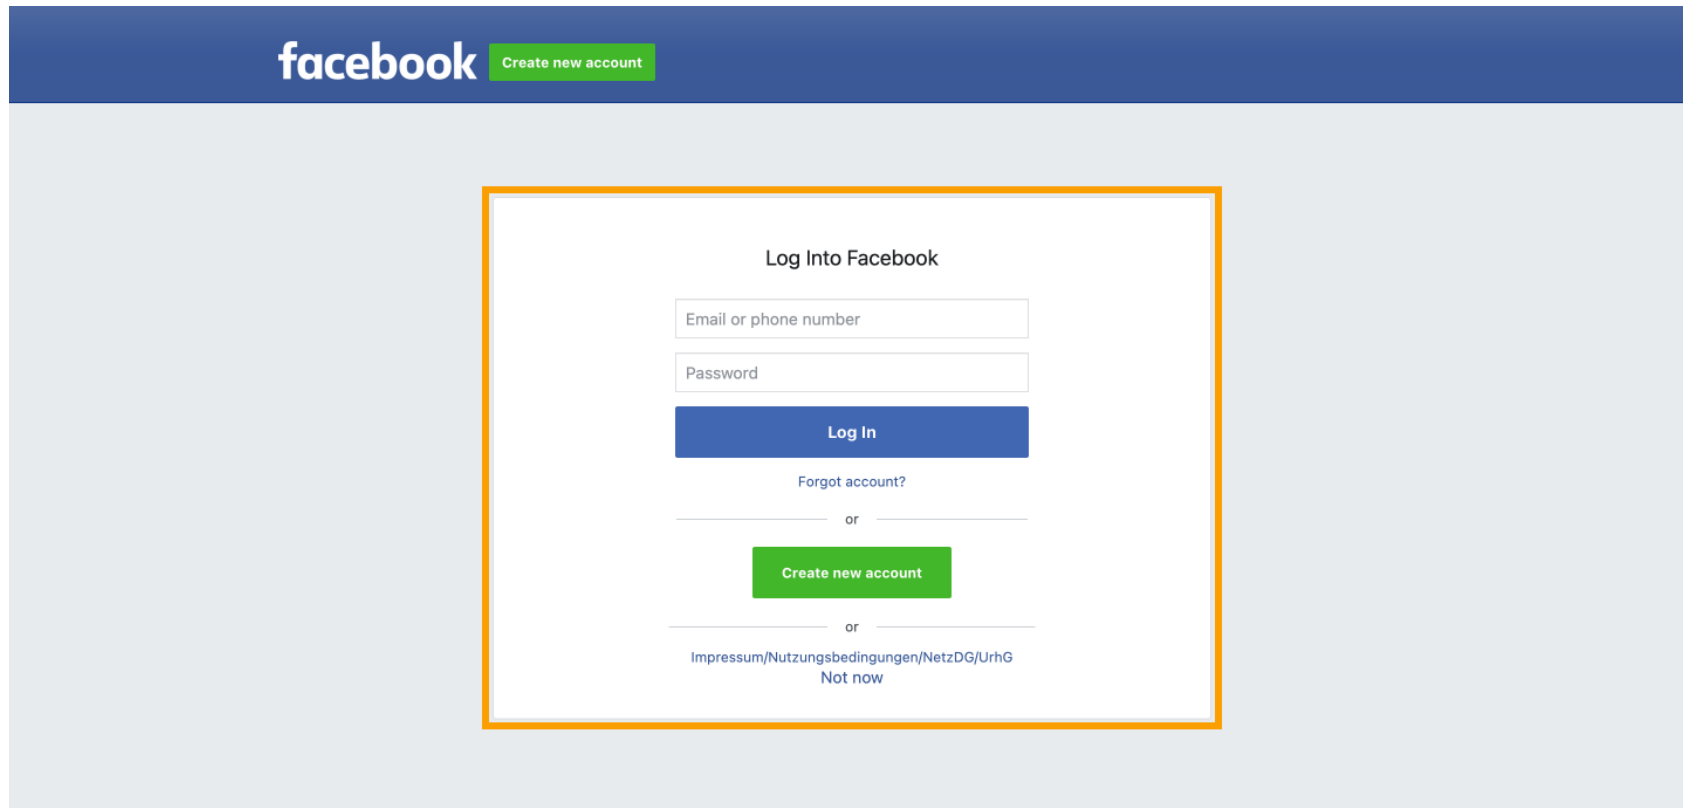 facebook Create new account
Log Into Facebook
Email or phone number
Password
Log In
Forgot account?
or
Create new account
or
Impressum/Nutzungsbedingungen/NetzDG/UrhG
Not now